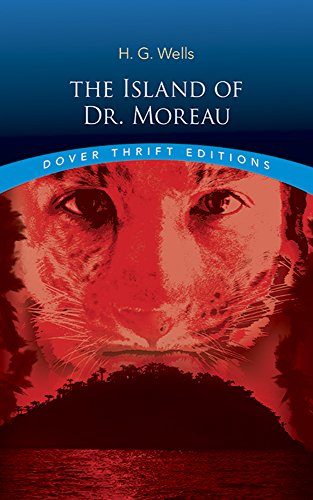 H. G. Wells
THE ISLAND OF
DR. MOREAU
DOVER THRIFT EDITIONS